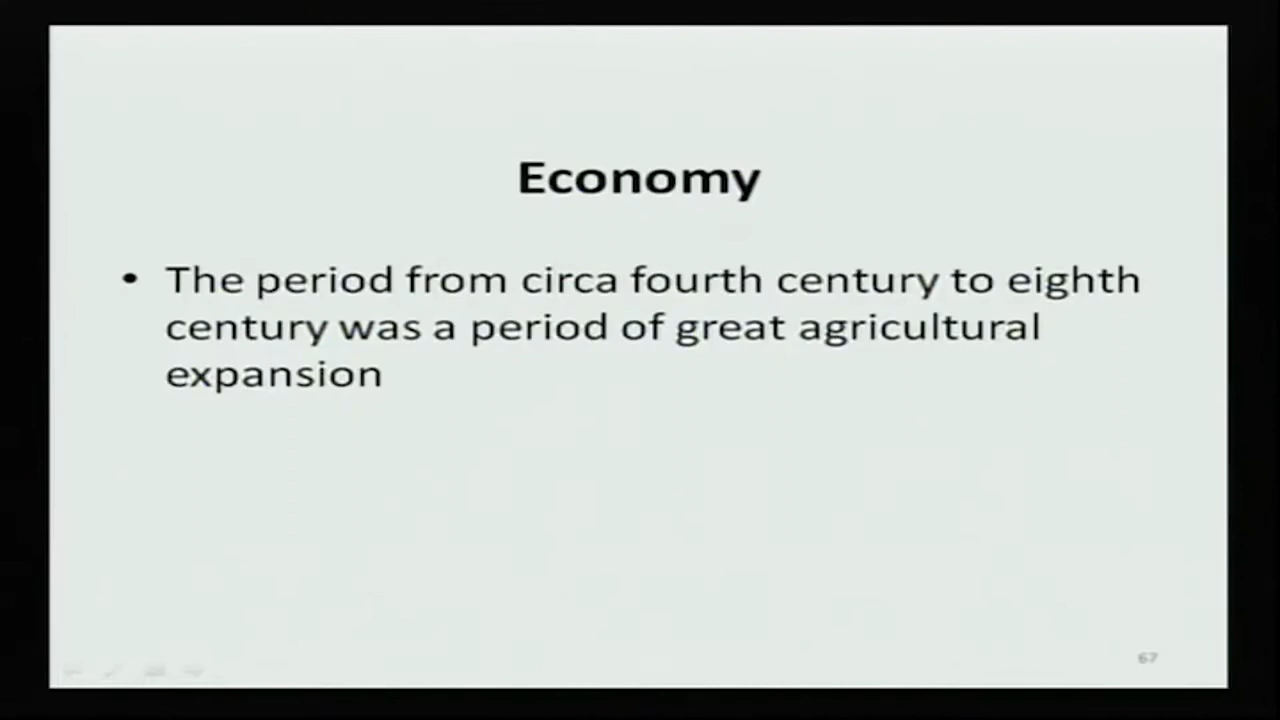 Economy
• The period from circa fourth century to eighth
century was a period of great agricultural
expansion
67